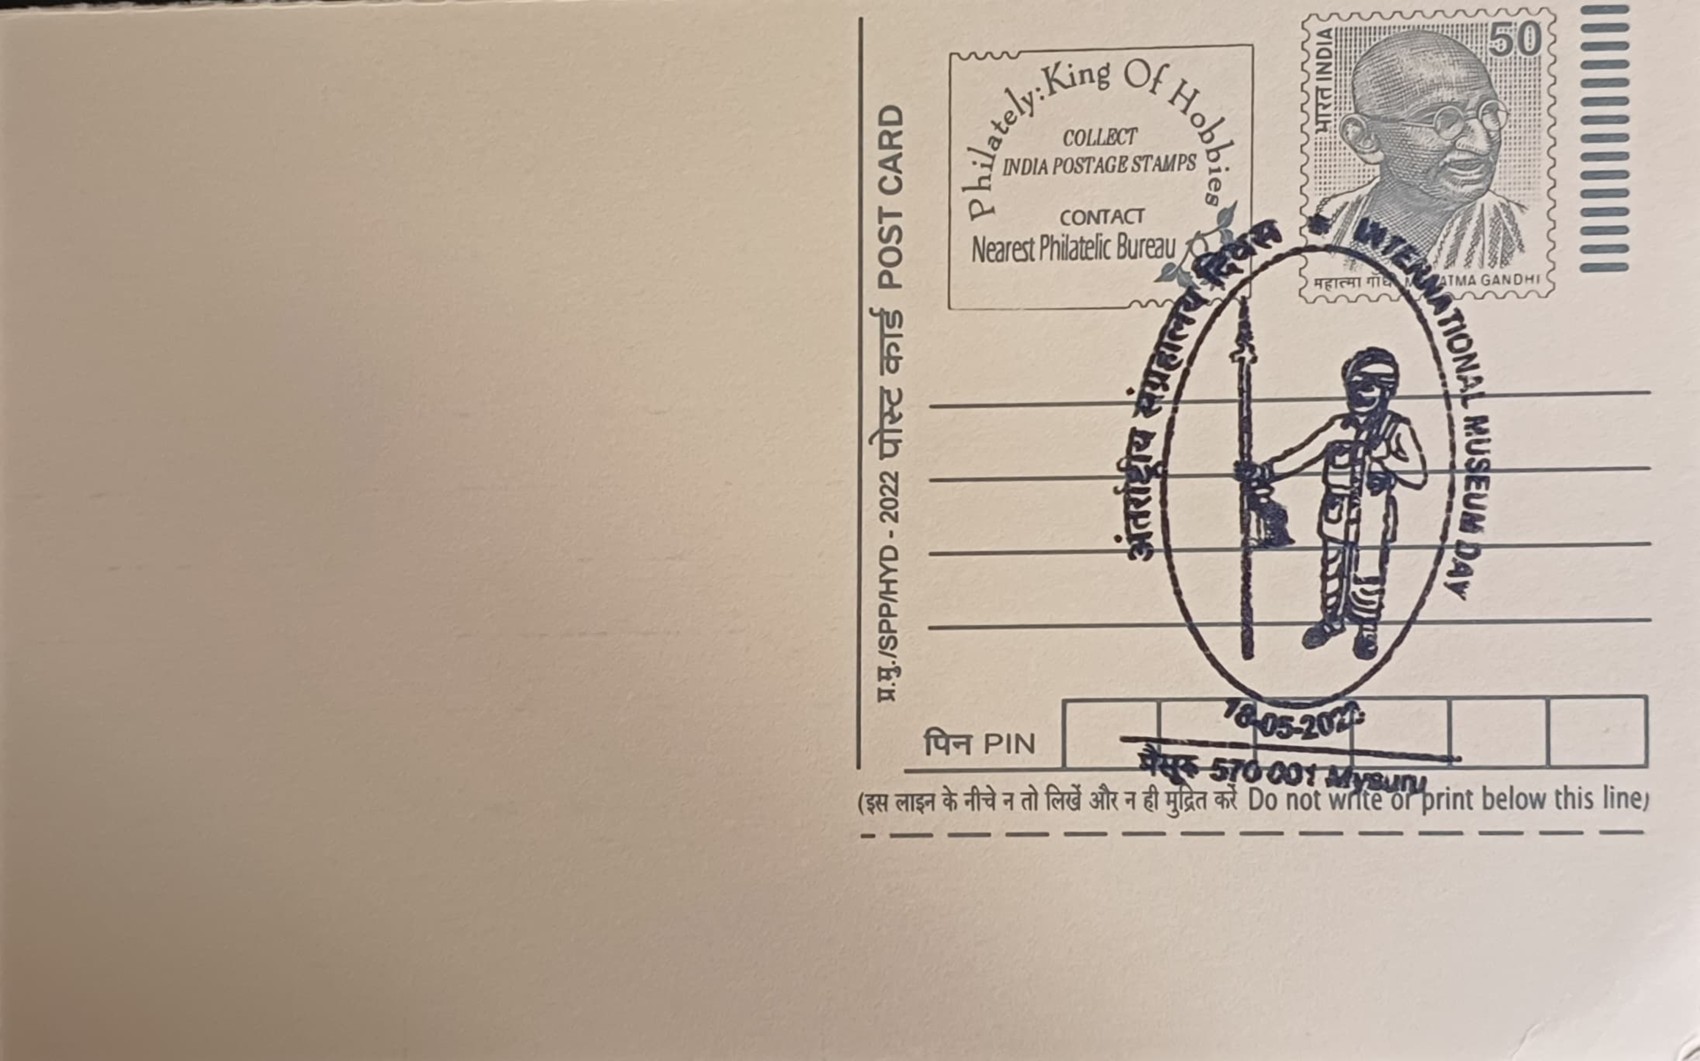 प्र.मु./SPP/HYD - 2022 पोस्ट कार्ड POST CARD
Philately: King Of Hobbies
COLLECT
INDIA POSTAGE STAMPS
CONTACT
Nearest Philatelic Bureau
भारत INDIA
50
महात्मा गाँधी
MAHATMA GANDHI
अंतर्राष्ट्रीय संग्रहालय दिवस
INTERNATIONAL MUSEUM DAY
18-05-202
मैसूरु 570 001 Mysuru
पिन PIN
(इस लाइन के नीचे न तो लिखें और न ही मुद्रित करें Do not write or print below this line)